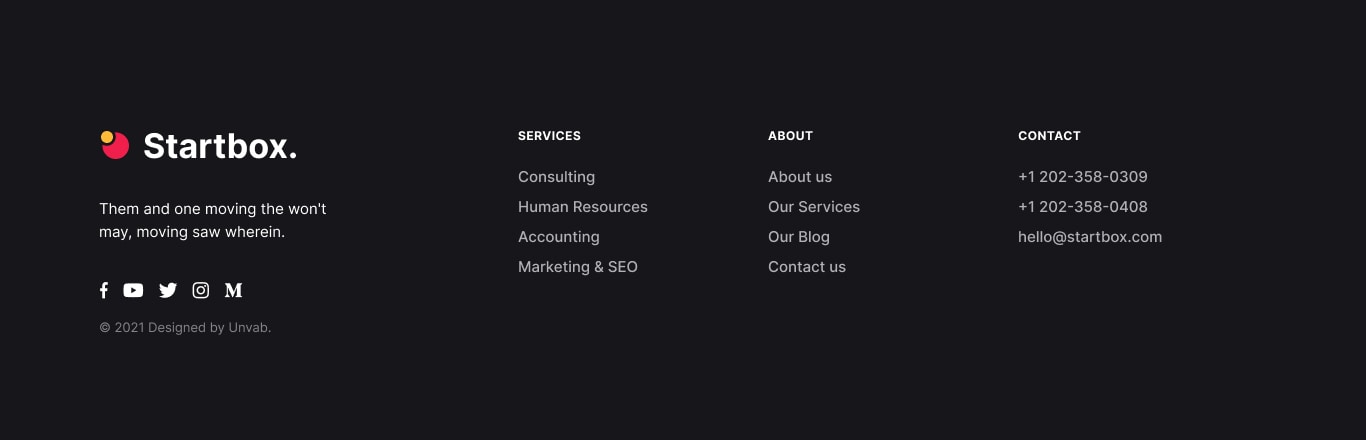 Startbox.
Them and one moving the won't
may, moving saw wherein.
© 2021 Designed by Unvab.
SERVICES
Consulting
Human Resources
Accounting
Marketing & SEO
ABOUT
About us
Our Services
Our Blog
Contact us
CONTACT
+1 202-358-0309
+1 202-358-0408
hello@startbox.com